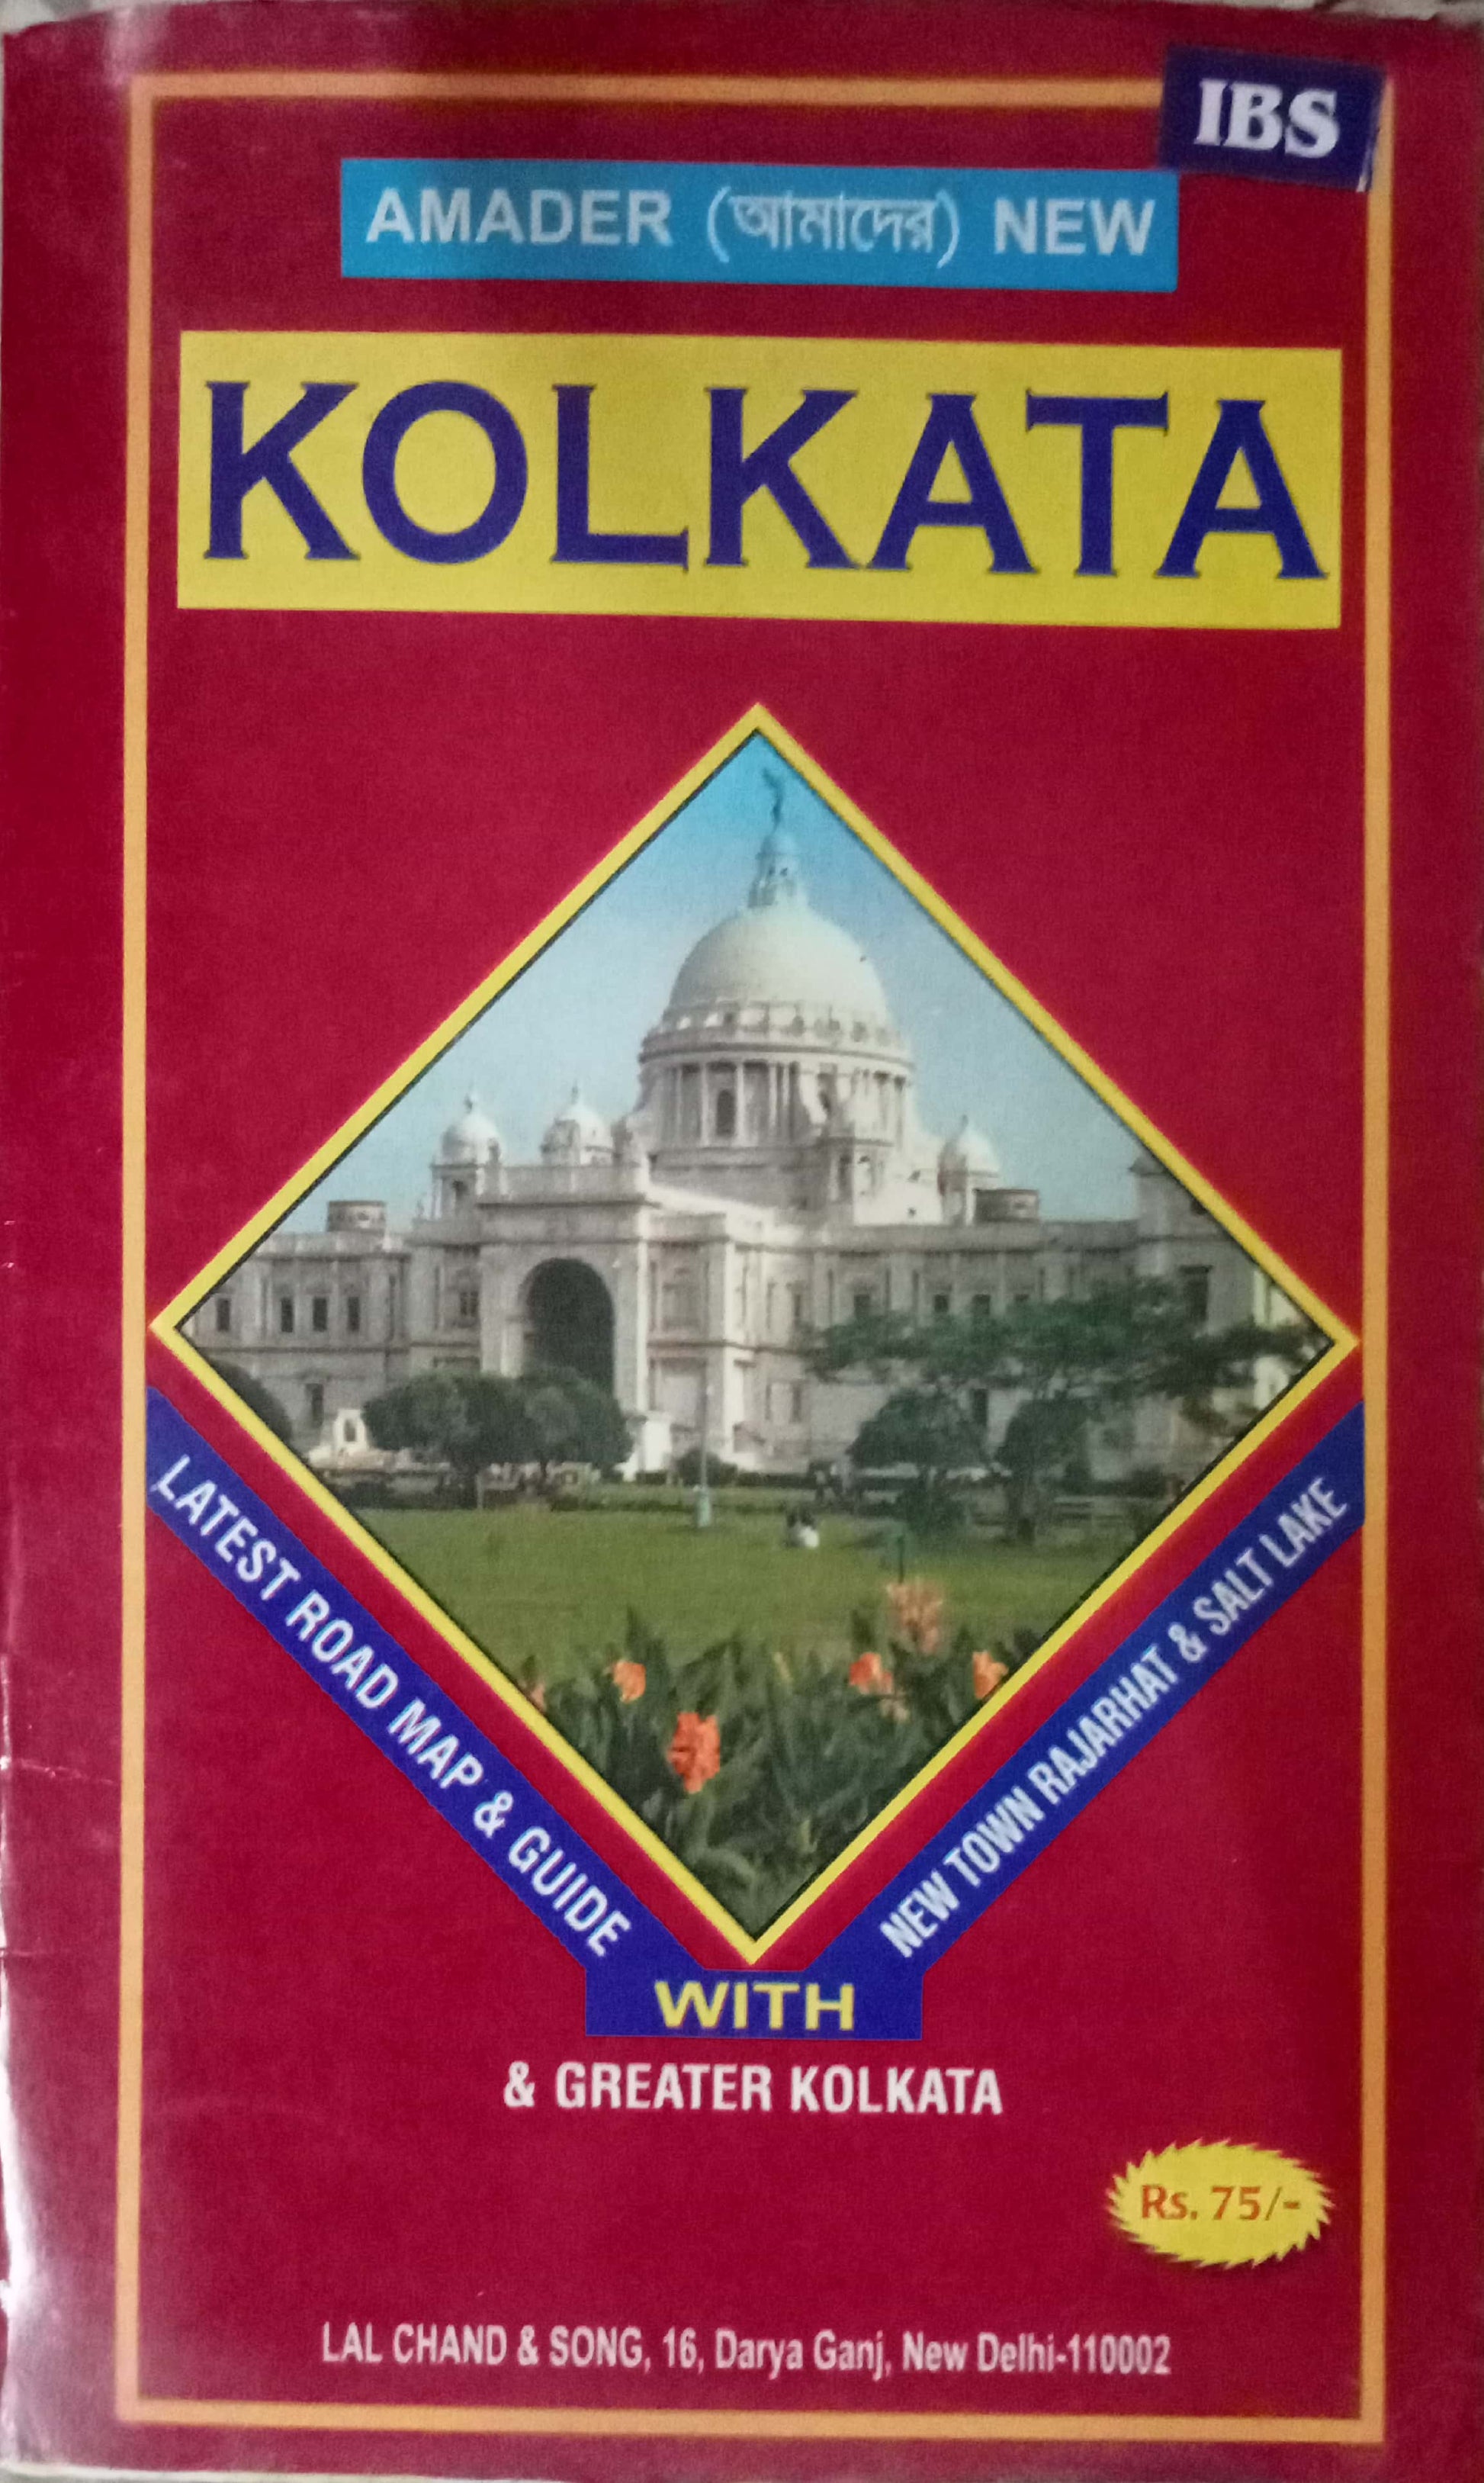 IBS
AMADER (আমাদের) NEW
KOLKATA
LATEST ROAD MAP & GUIDE
WITH
NEW TOWN RAJARHAT & SALT LAKE
& GREATER KOLKATA
Rs. 75/-
LAL CHAND & SONG, 16, Darya Ganj, New Delhi-110002